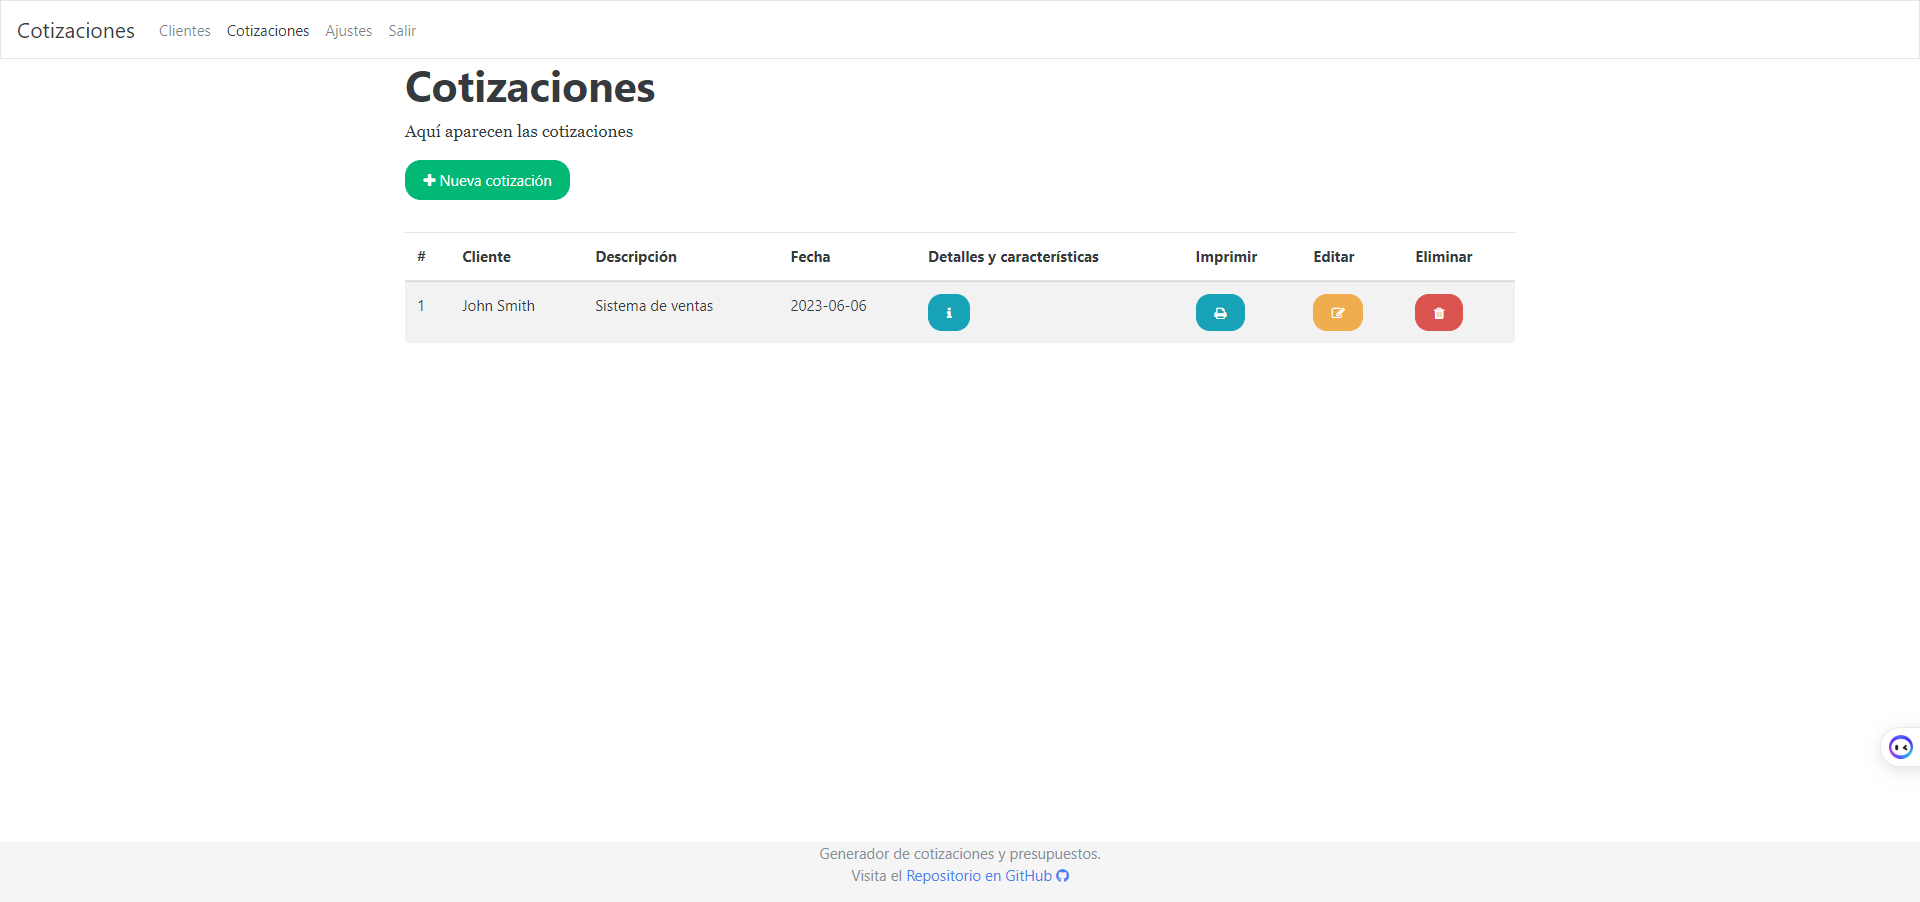 Cotizaciones Clientes Cotizaciones Ajustes Salir
Cotizaciones
Aquí aparecen las cotizaciones
Nueva cotización
# Cliente Descripción Fecha Detalles y características Imprimir Editar Eliminar
1 John Smith Sistema de ventas 2023-06-06
Generador de cotizaciones y presupuestos.
Visita el Repositorio en GitHub